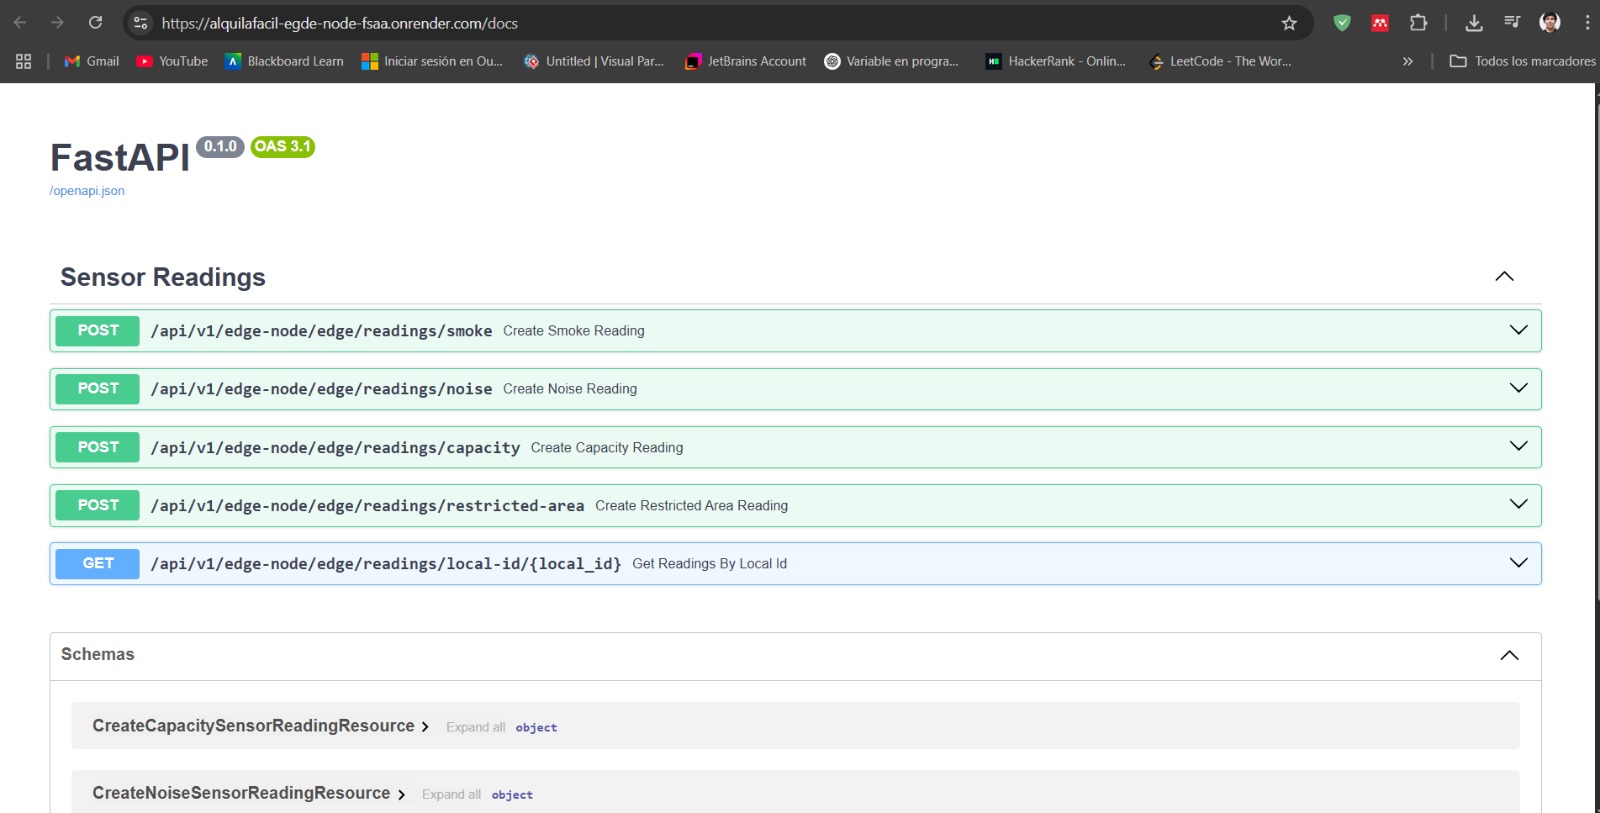 https://alquilafacil-egde-node-fsaa.onrender.com/docs
Gmail YouTube Blackboard Learn Iniciar sesión en Ou... Untitled | Visual Par... JetBrains Account Variable en progra... HackerRank - Onlin... LeetCode - The Wor... » Todos los marcadores
FastAPI 0.1.0 OAS 3.1
/openapi.json
Sensor Readings
POST /api/v1/edge-node/edge/readings/smoke Create Smoke Reading
POST /api/v1/edge-node/edge/readings/noise Create Noise Reading
POST /api/v1/edge-node/edge/readings/capacity Create Capacity Reading
POST /api/v1/edge-node/edge/readings/restricted-area Create Restricted Area Reading
GET /api/v1/edge-node/edge/readings/local-id/{local_id} Get Readings By Local Id
Schemas
CreateCapacitySensorReadingResource Expand all object
CreateNoiseSensorReadingResource Expand all object